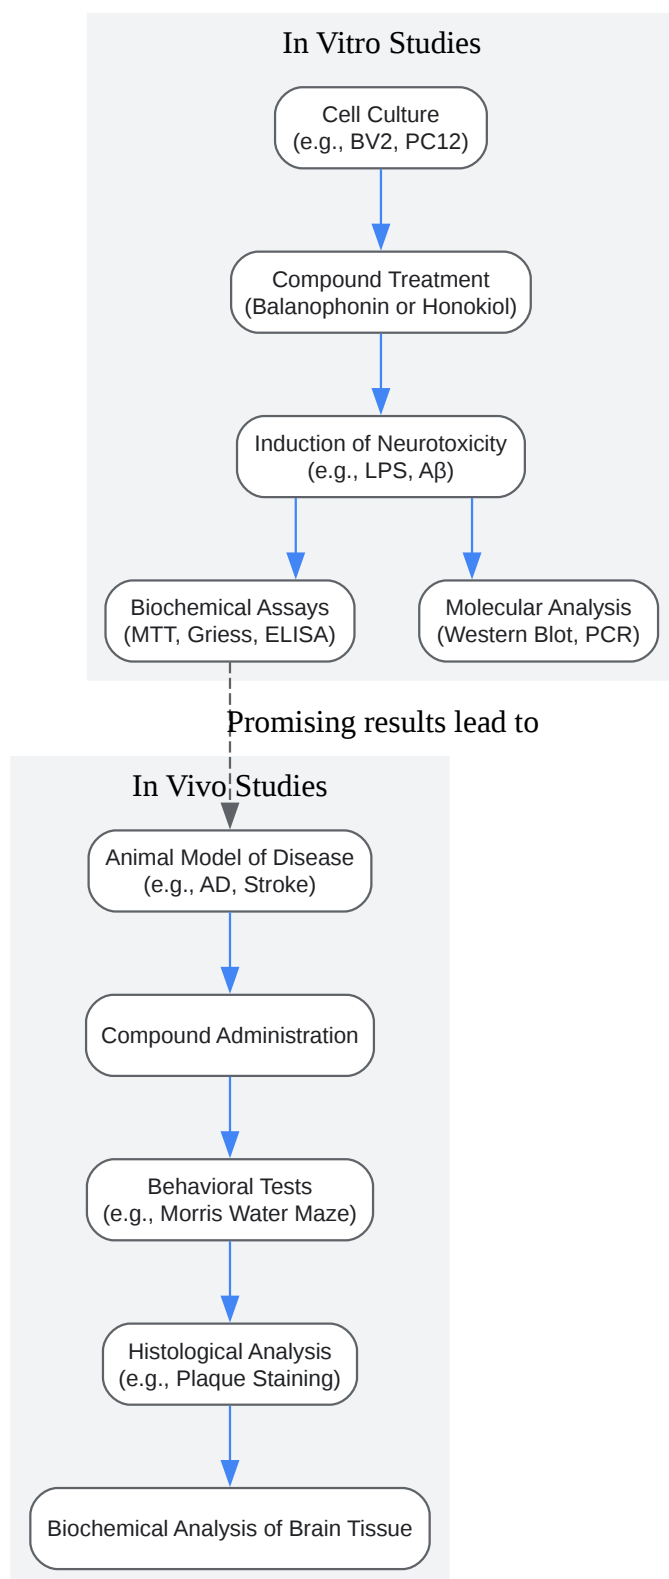 In Vitro Studies
Cell Culture
(e.g., BV2, PC12)
Compound Treatment
(Balanophonin or Honokiol)
Induction of Neurotoxicity
(e.g., LPS, Aβ)
Biochemical Assays
(MTT, Griess, ELISA)
Molecular Analysis
(Western Blot, PCR)
Promising results lead to
In Vivo Studies
Animal Model of Disease
(e.g., AD, Stroke)
Compound Administration
Behavioral Tests
(e.g., Morris Water Maze)
Histological Analysis
(e.g., Plaque Staining)
Biochemical Analysis of Brain Tissue